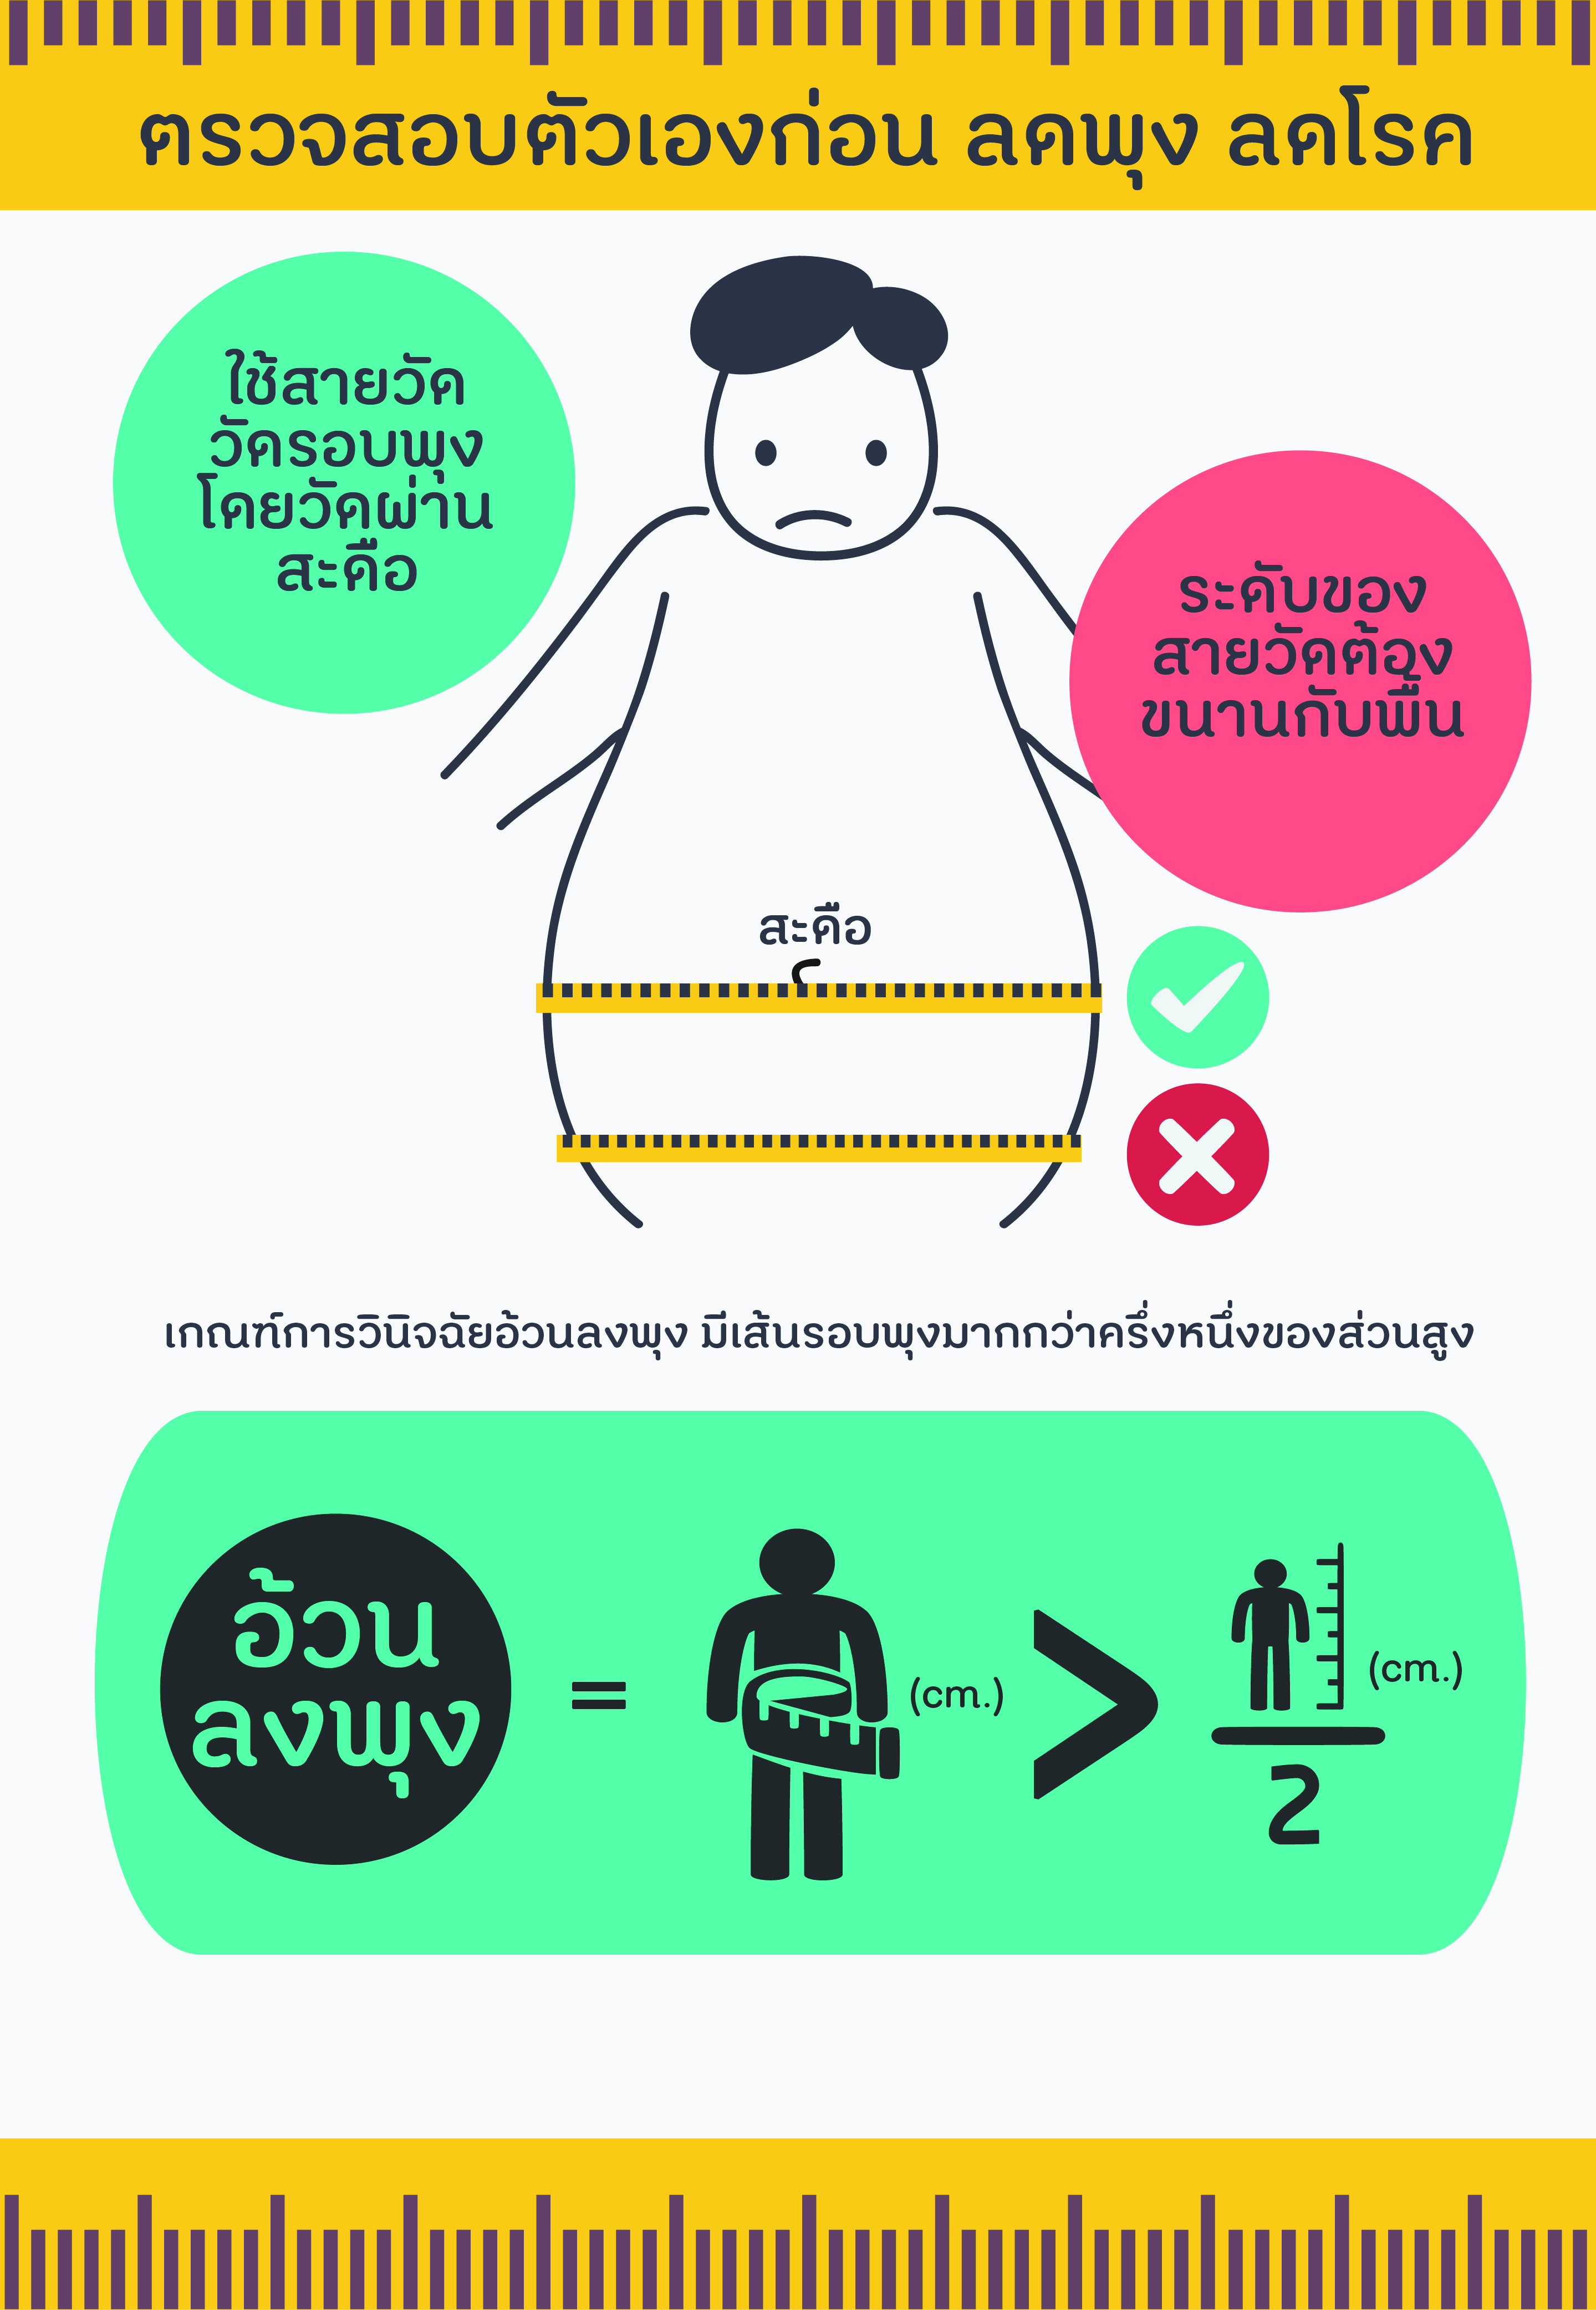 ตรวจสอบตัวเองก่อน ลดพุง ลดโรค
ใช้สายวัด
วัดรอบพุง
โดยวัดผ่าน
สะดือ
ระดับของ
สายวัดต้อง
ขนานกับพื้น
สะดือ
เกณฑ์การวินิจฉัยอ้วนลงพุง มีเส้นรอบพุงมากกว่าครึ่งหนึ่งของส่วนสูง
อ้วน
ลงพุง
=
(cm.)
>
(cm.)
2